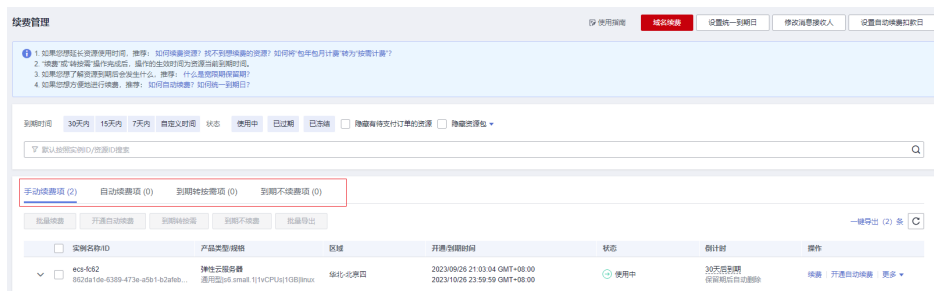 续费管理
使用指南 域名续费 设置统一到期日 修改消息接收人 设置自动续费扣款日
1. 如果您想延长资源使用时间，推荐： 如何续费资源？找不到想续费的资源？如何将"包年包月计费"转为"按需计费"？
2. "续费"或"转按需"操作完成后，操作的生效时间为资源当前到期时间。
3. 如果您想了解资源到期后会发生什么，推荐： 什么是宽限期保留期？
4. 如果您想方便地进行续费，推荐： 如何自动续费？如何统一到期日？
到期时间 30天内 15天内 7天内 自定义时间 状态 使用中 已过期 已冻结 隐藏有待支付订单的资源 隐藏资源包
默认按照实例ID/资源ID搜索
手动续费项 (2) 自动续费项 (0) 到期转按需项 (0) 到期不续费项 (0)
批量续费 开通自动续费 到期转按需 到期不续费 批量导出 一键导出 (2) 条
实例名称/ID 产品类型/规格 区域 开通/到期时间 状态 倒计时 操作
ecs-fc62 弹性云服务器 华北-北京四 2023/09/26 21:03:04 GMT+08:00 使用中 30天后到期 续费 开通自动续费 更多
862da1de-6389-473e-a5b1-b2afeb... 通用型|s6.small.1|1vCPUs|1GB|linux 2023/10/26 23:59:59 GMT+08:00 保留期后自动删除